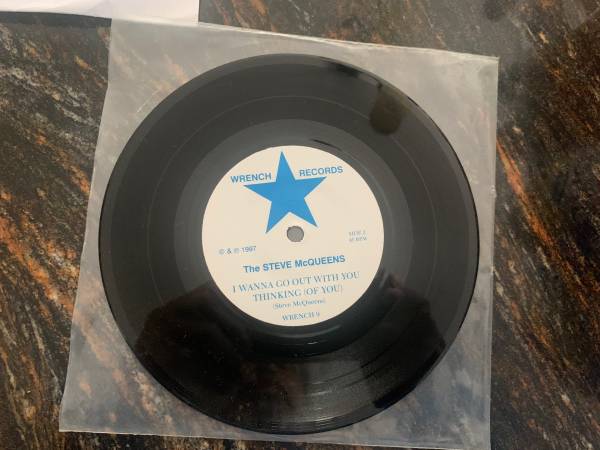 WRENCH RECORDS
SIDE 2
45 RPM
© & ℗ 1997
The STEVE McQUEENS
I WANNA GO OUT WITH YOU
THINKING (OF YOU)
(Steve McQueens)
WRENCH 9